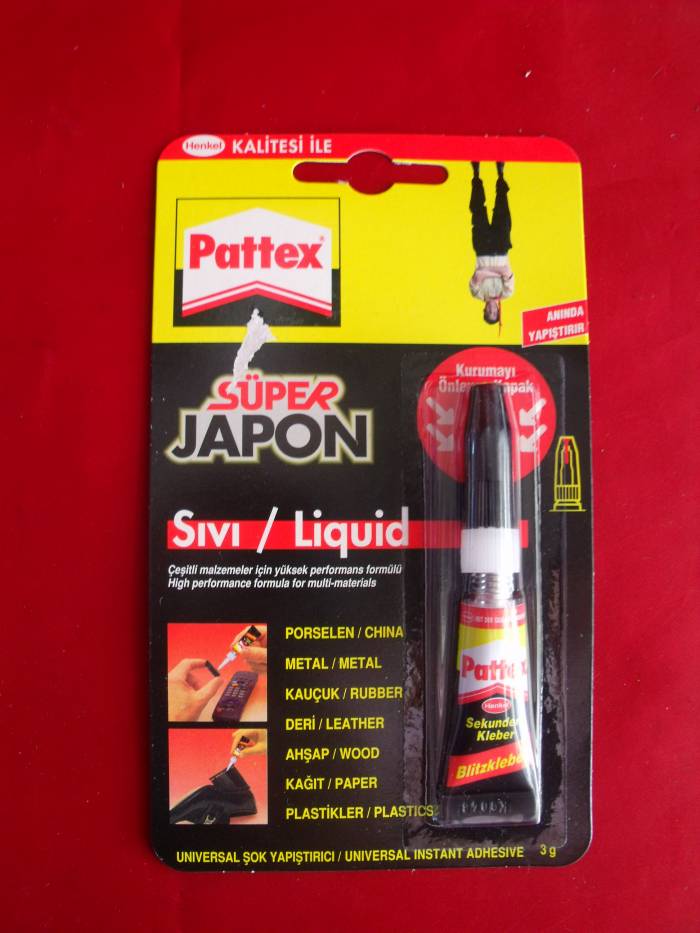 Henkel KALİTESİ İLE
Pattex
ANINDA
YAPIŞTIRIR
Kurumayı
Kapak
SÜPER
JAPON
Sıvı / Liquid
Çeşitli malzemeler için yüksek performans formülü
High performance formula for multi-materials
PORSELEN / CHINA
METAL / METAL
KAUÇUK / RUBBER
DERİ / LEATHER
AHŞAP / WOOD
KAĞIT / PAPER
PLASTİKLER / PLASTICS
Pattex
Henkel
Sekunden
Kleber
Blitzkleber
UNIVERSAL ŞOK YAPIŞTIRICI / UNIVERSAL INSTANT ADHESIVE 3 g